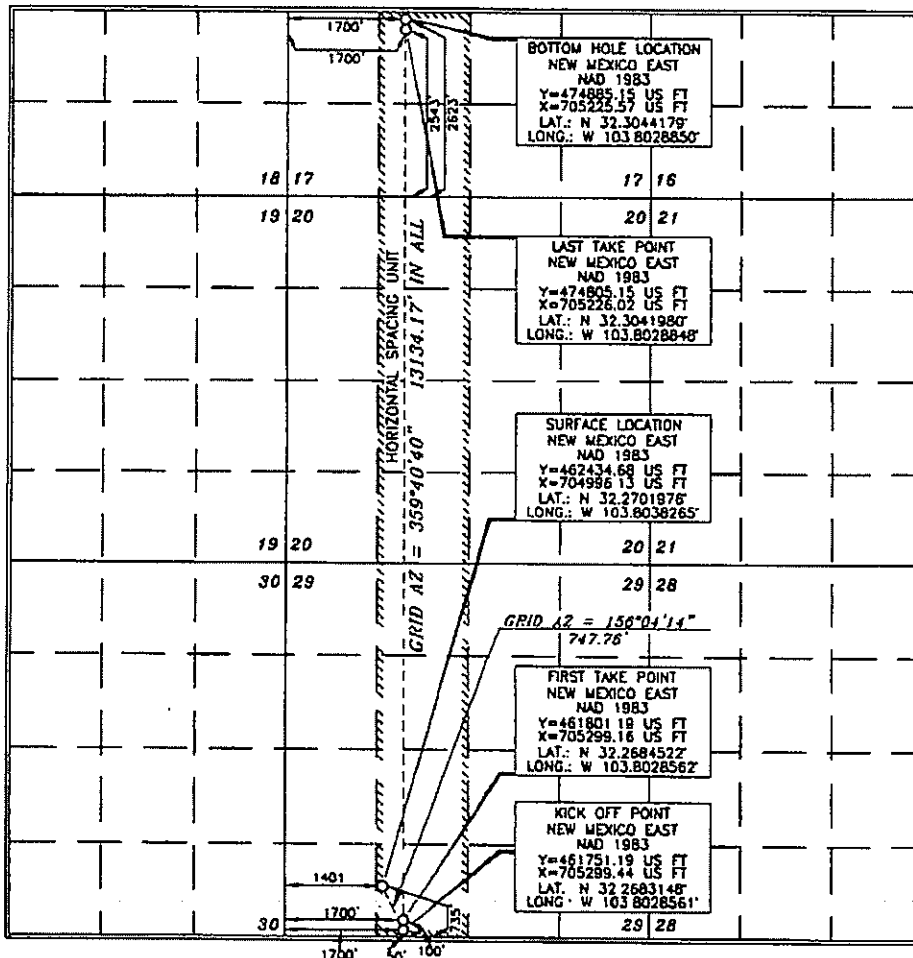 1700'
1700'
2543'
2623'
BOTTOM HOLE LOCATION
NEW MEXICO EAST
NAD 1983
Y=474885.15 US FT
X=705225.57 US FT
LAT.: N 32.3044179°
LONG.: W 103.8028850°
18 17
17 16
19 20
20 21
LAST TAKE POINT
NEW MEXICO EAST
NAD 1983
Y=474805.15 US FT
X=705226.02 US FT
LAT.: N 32.3041980°
LONG.: W 103.8028848°
HORIZONTAL SPACING UNIT
GRID AZ = 359°40'40" 13134.17' IN ALL
SURFACE LOCATION
NEW MEXICO EAST
NAD 1983
Y=462434.68 US FT
X=704996.13 US FT
LAT.: N 32.2701976°
LONG.: W 103.8038265°
19 20
20 21
30 29
29 28
GRID AZ = 156°04'14"
747.76'
FIRST TAKE POINT
NEW MEXICO EAST
NAD 1983
Y=461801.19 US FT
X=705299.16 US FT
LAT.: N 32.2684522°
LONG.: W 103.8028562°
KICK OFF POINT
NEW MEXICO EAST
NAD 1983
Y=461751.19 US FT
X=705299.44 US FT
LAT. N 32.2683148°
LONG. W 103.8028561°
1401
1700'
735'
30
29 28
1700'
100'